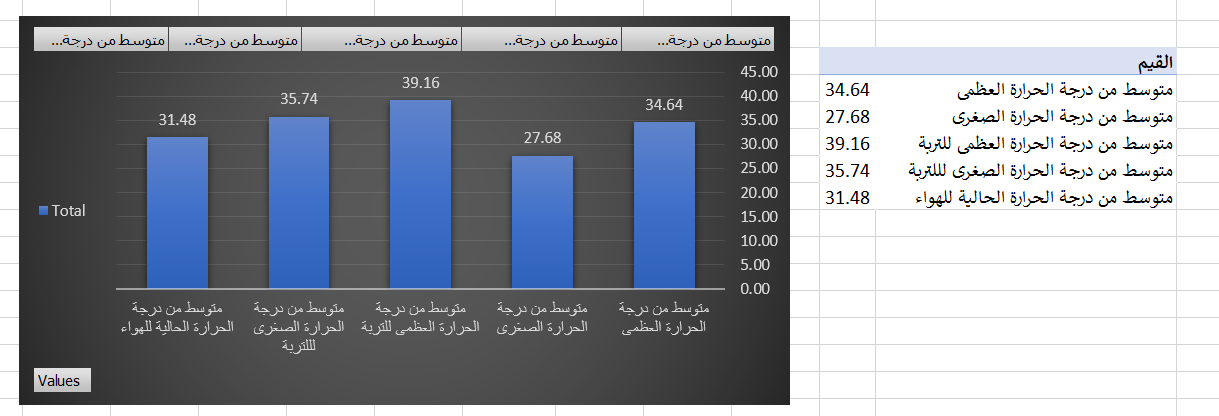 متوسط من درجة... متوسط من درجة... متوسط من درجة... متوسط من درجة... متوسط من درجة...
45.00
40.00
35.00
30.00
25.00
20.00
15.00
10.00
5.00
0.00
34.64
27.68
39.16
35.74
31.48
متوسط من درجة
الحرارة العظمى
متوسط من درجة
الحرارة الصغرى
متوسط من درجة
الحرارة العظمى للتربة
متوسط من درجة
الحرارة الصغرى
لللتربة
متوسط من درجة
الحرارة الحالية للهواء
Total
Values
القيم
متوسط من درجة الحرارة العظمى 34.64
متوسط من درجة الحرارة الصغرى 27.68
متوسط من درجة الحرارة العظمى للتربة 39.16
متوسط من درجة الحرارة الصغرى لللتربة 35.74
متوسط من درجة الحرارة الحالية للهواء 31.48